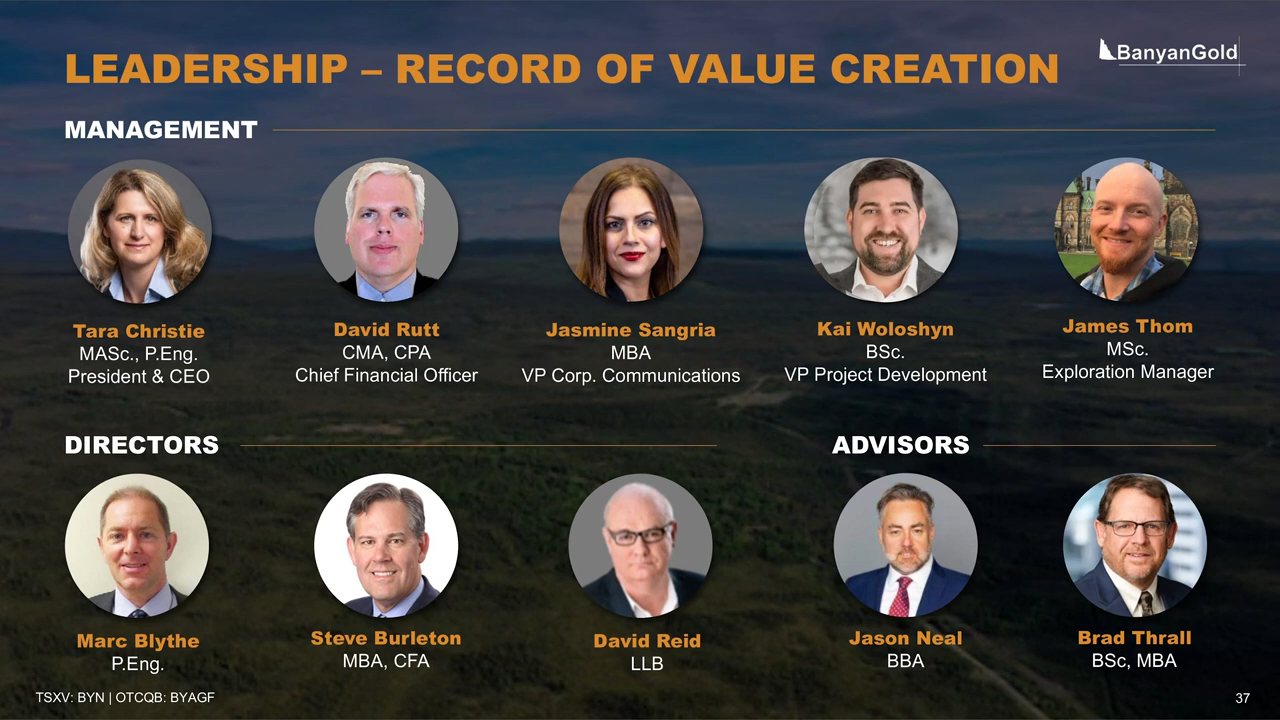 LEADERSHIP – RECORD OF VALUE CREATION
BanyanGold
MANAGEMENT
Tara Christie
MASc., P.Eng.
President & CEO
David Rutt
CMA, CPA
Chief Financial Officer
Jasmine Sangria
MBA
VP Corp. Communications
Kai Woloshyn
BSc.
VP Project Development
James Thom
MSc.
Exploration Manager
DIRECTORS
Marc Blythe
P.Eng.
Steve Burleton
MBA, CFA
David Reid
LLB
ADVISORS
Jason Neal
BBA
Brad Thrall
BSc, MBA
TSXV: BYN | OTCQB: BYAGF
37